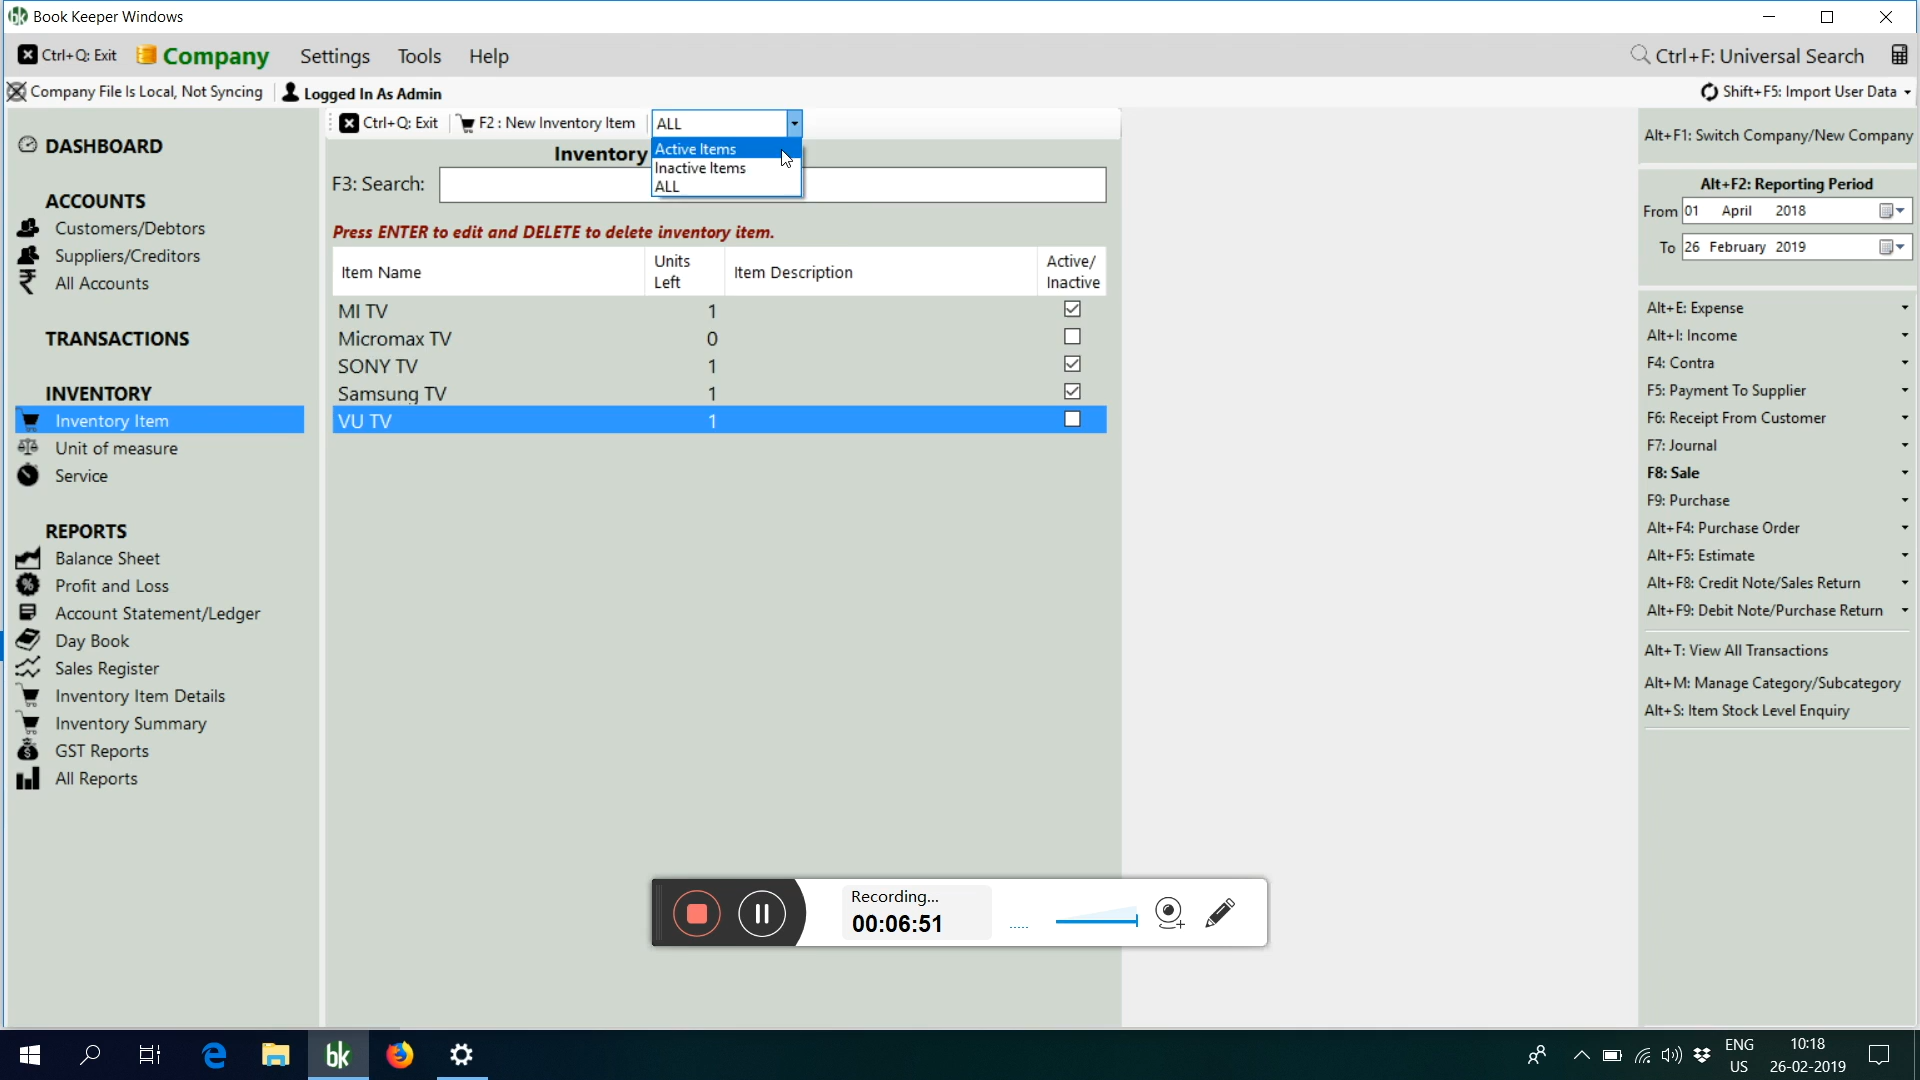 Book Keeper Windows
Ctrl+Q: Exit Company Settings Tools Help Ctrl+F: Universal Search
Company File Is Local, Not Syncing Logged In As Admin Shift+F5: Import User Data
DASHBOARD
ACCOUNTS
Customers/Debtors
Suppliers/Creditors
All Accounts
TRANSACTIONS
INVENTORY
Inventory Item
Unit of measure
Service
REPORTS
Balance Sheet
Profit and Loss
Account Statement/Ledger
Day Book
Sales Register
Inventory Item Details
Inventory Summary
GST Reports
All Reports
Ctrl+Q: Exit F2 : New Inventory Item ALL
Active Items
Inactive Items
ALL
Inventory
F3: Search:
Press ENTER to edit and DELETE to delete inventory item.
Item Name Units Left Item Description Active/ Inactive
MI TV 1
Micromax TV 0
SONY TV 1
Samsung TV 1
VU TV 1
Alt+F1: Switch Company/New Company
Alt+F2: Reporting Period
From 01 April 2018
To 26 February 2019
Alt+E: Expense
Alt+I: Income
F4: Contra
F5: Payment To Supplier
F6: Receipt From Customer
F7: Journal
F8: Sale
F9: Purchase
Alt+F4: Purchase Order
Alt+F5: Estimate
Alt+F8: Credit Note/Sales Return
Alt+F9: Debit Note/Purchase Return
Alt+T: View All Transactions
Alt+M: Manage Category/Subcategory
Alt+S: Item Stock Level Enquiry
Recording...
00:06:51
bk
ENG
US
10:18
26-02-2019